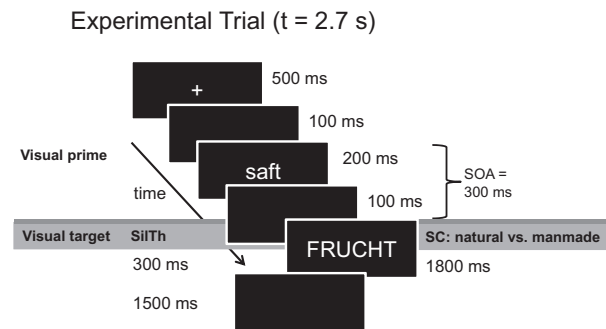 Experimental Trial (t = 2.7 s)
+
500 ms
100 ms
Visual prime
saft
200 ms
SOA =
300 ms
time
100 ms
Visual target
SilTh
FRUCHT
SC: natural vs. manmade
300 ms
1800 ms
1500 ms